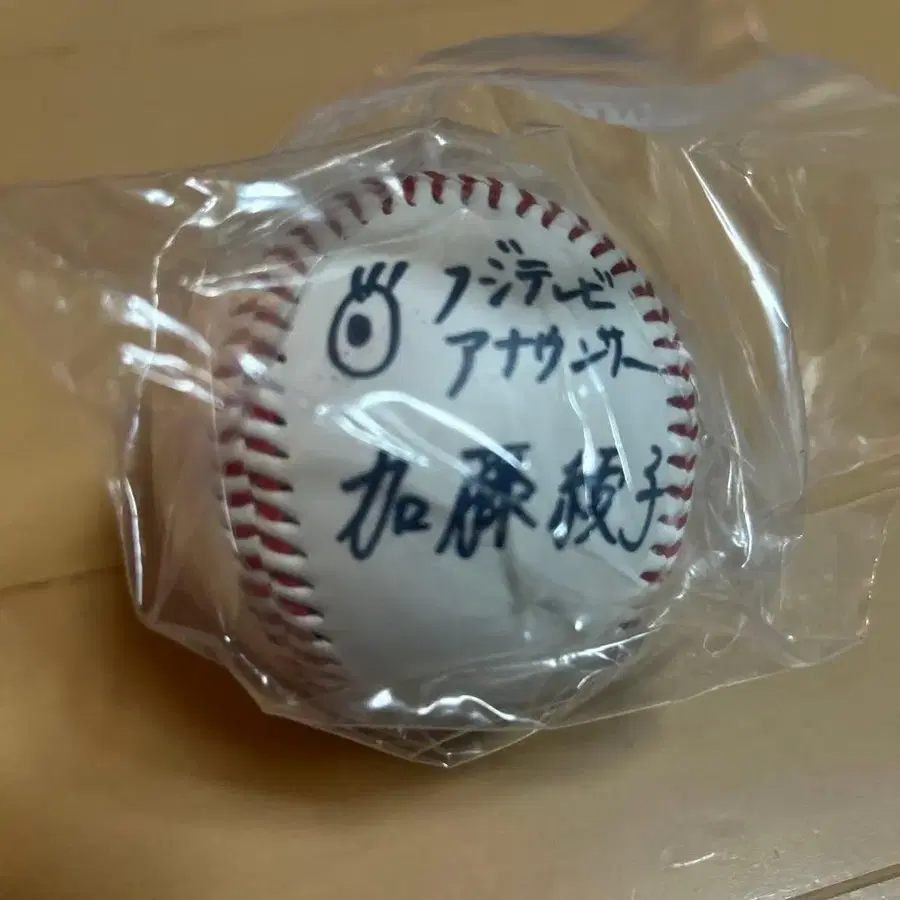 フジテレビ
アナウンサー
加藤綾子